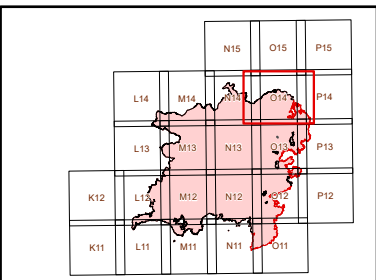 N15 O15 P15
L14 M14 N14 O14 P14
L13 M13 N13 O13 P13
K12 L12 M12 N12 O12 P12
K11 L11 M11 N11 O11